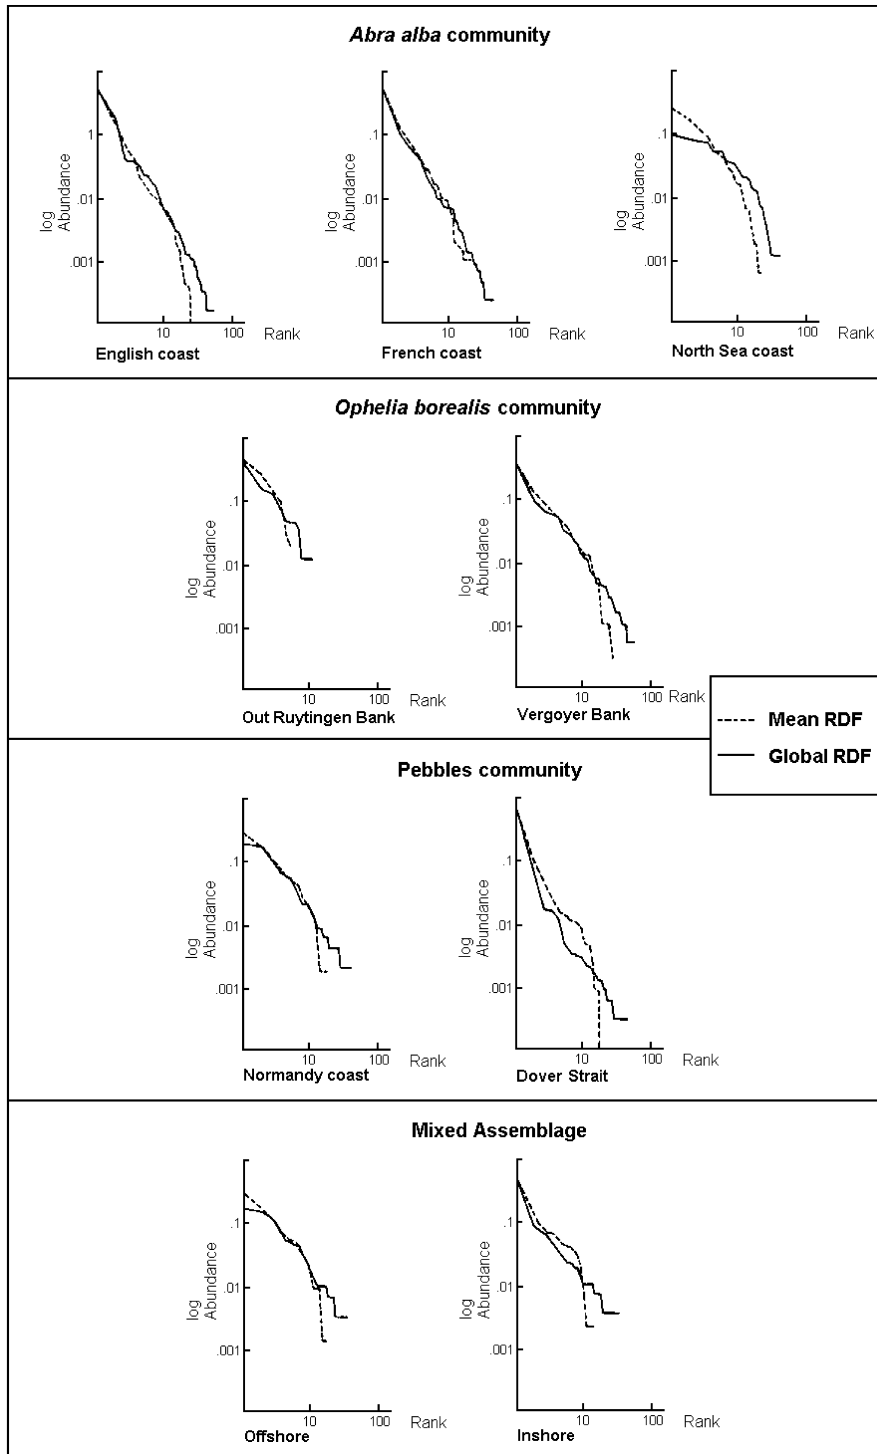 Abra alba community
log
Abundance
.1
.01
.001
10
100
Rank
English coast
log
Abundance
.1
.01
.001
10
100
Rank
French coast
log
Abundance
.1
.01
.001
10
100
Rank
North Sea coast
Ophelia borealis community
log
Abundance
.1
.01
.001
10
100
Out Ruytingen Bank
log
Abundance
.1
.01
.001
10
100
Rank
Vergoyer Bank
Mean RDF
Global RDF
Pebbles community
log
Abundance
.1
.01
.001
10
100
Rank
Normandy coast
log
Abundance
.1
.01
.001
10
100
Rank
Dover Strait
Mixed Assemblage
log
Abundance
.1
.01
.001
10
100
Rank
Offshore
log
Abundance
.1
.01
.001
10
100
Rank
Inshore